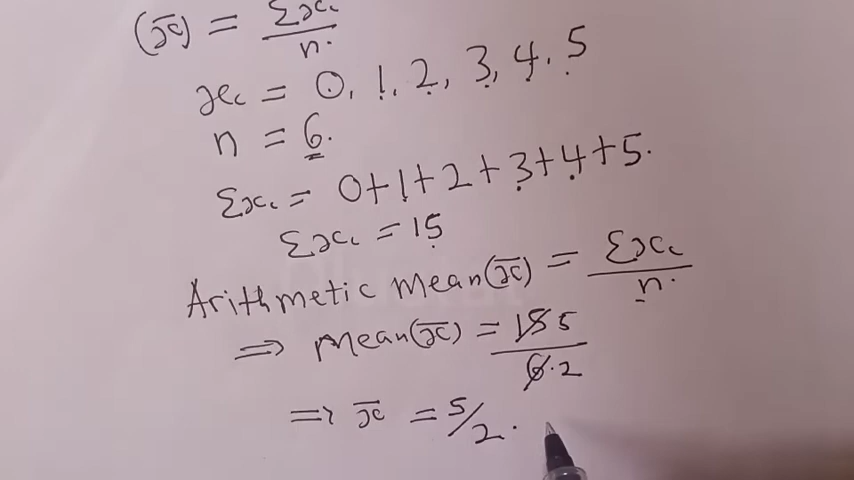 (x̄) = Σxᵢ/n.
xᵢ = 0, 1, 2, 3, 4, 5
n = 6.
Σxᵢ = 0+1+2+3+4+5.
Σxᵢ = 15
Arithmetic mean(x̄) = Σxᵢ/n.
⇒ mean(x̄) = 15 5/6.2
⇒ x̄ = 5/2.